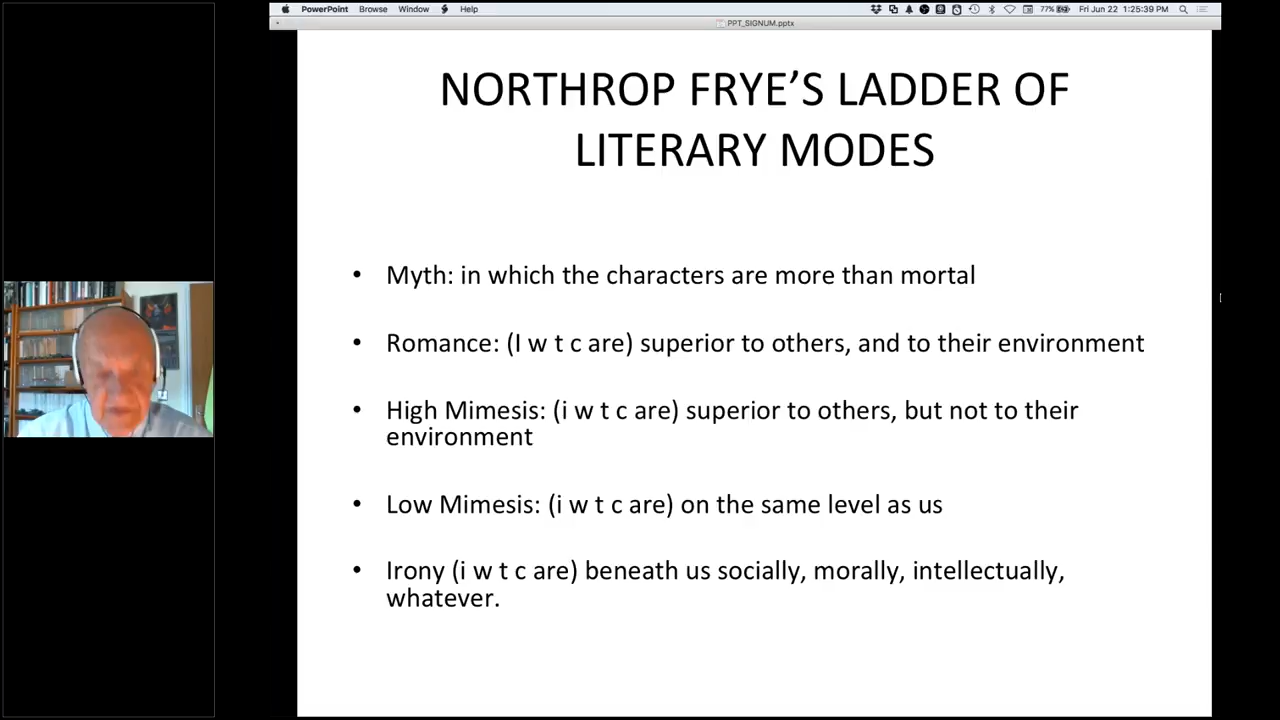 PowerPoint Browse Window Help 77% Fri Jun 22 1:25:39 PM
PPT_SIGNUM.pptx
NORTHROP FRYE’S LADDER OF
LITERARY MODES
• Myth: in which the characters are more than mortal
• Romance: (I w t c are) superior to others, and to their environment
• High Mimesis: (i w t c are) superior to others, but not to their
environment
• Low Mimesis: (i w t c are) on the same level as us
• Irony (i w t c are) beneath us socially, morally, intellectually,
whatever.